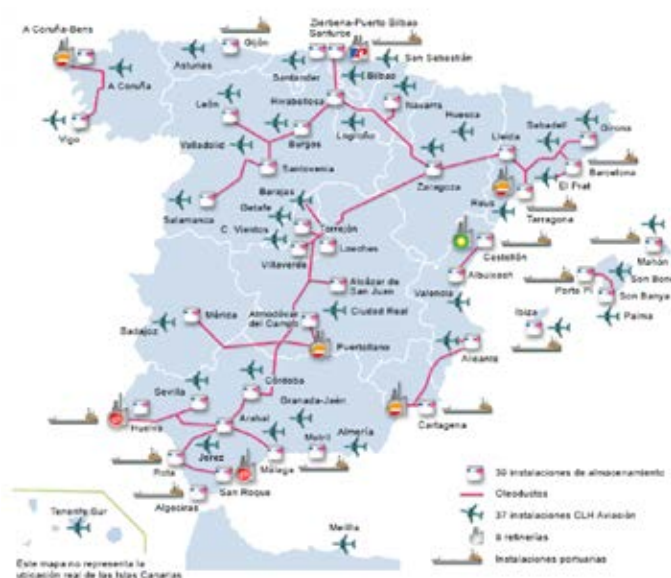 Zierbena-Puerto Bilbao
Santurce
A Coruña-Bens
Gijón
Asturias
San Sebastián
Santander
Bilbao
A Coruña
Rivabellosa
León
Navarra
Huesca
Vigo
Burgos
Logroño
Lleida
Sabadell
Girona
Valladolid
Santovenia
Zaragoza
Barcelona
El Prat
Reus
Barajas
Getafe
Salamanca
C. Vientos
Torrejón
Tarragona
Villaverde
Loeches
Castellón
Mahón
Alcázar
de San Juan
Albuixech
Valencia
Porto Pi
Son Bonet
Son Banya
Palma
Ibiza
Mérida
Almodóvar
del Campo
Ciudad Real
Badajoz
Puertollano
Alicante
Córdoba
Sevilla
Granada-Jaén
Huelva
Arahal
Cartagena
Motril
Almería
Jerez
Rota
Málaga
San Roque
Algeciras
Tenerife Sur
Melilla
Este mapa no representa la
ubicación real de las Islas Canarias.
39 instalaciones de almacenamiento
Oleoductos
37 instalaciones CLH Aviación
8 refinerías
Instalaciones portuarias